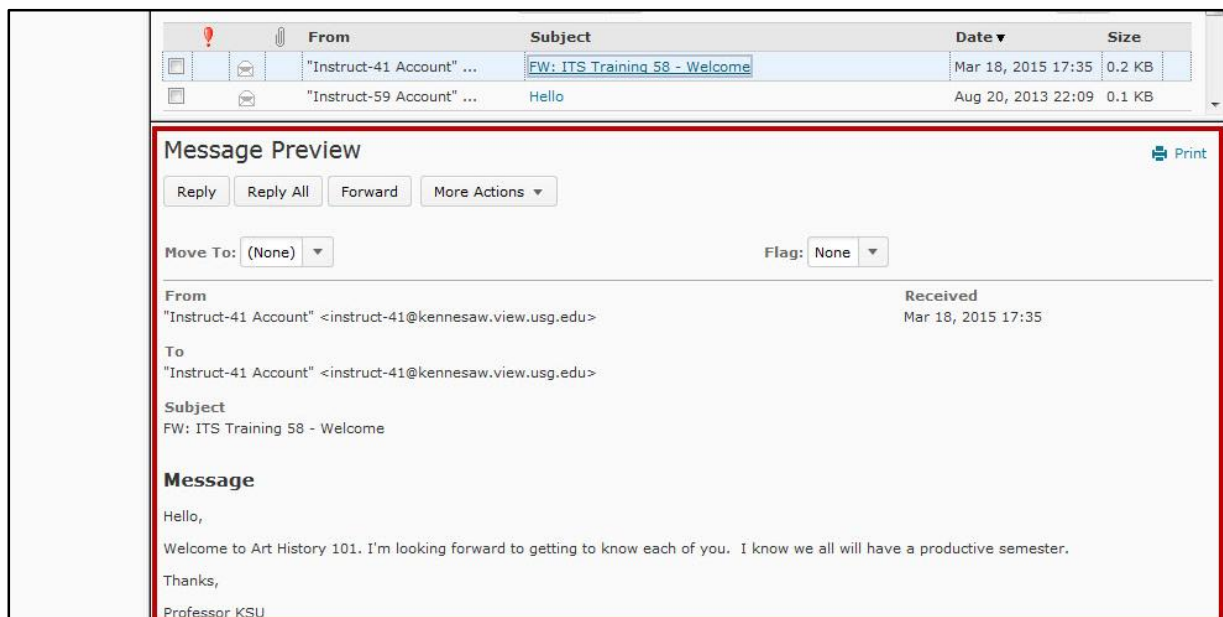 From Subject Date ▾ Size
"Instruct-41 Account" ... FW: ITS Training 58 - Welcome Mar 18, 2015 17:35 0.2 KB
"Instruct-59 Account" ... Hello Aug 20, 2013 22:09 0.1 KB
Message Preview Print
Reply Reply All Forward More Actions
Move To: (None) Flag: None
From Received
"Instruct-41 Account" <instruct-41@kennesaw.view.usg.edu> Mar 18, 2015 17:35
To
"Instruct-41 Account" <instruct-41@kennesaw.view.usg.edu>
Subject
FW: ITS Training 58 - Welcome
Message
Hello,
Welcome to Art History 101. I'm looking forward to getting to know each of you.  I know we all will have a productive semester.
Thanks,
Professor KSU